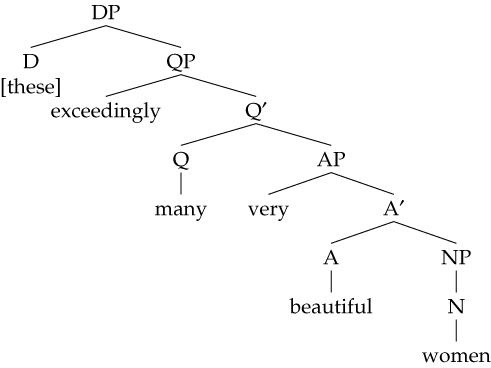 DP
D QP
[these]
exceedingly Q′
Q AP
many very A′
A NP
beautiful N
women